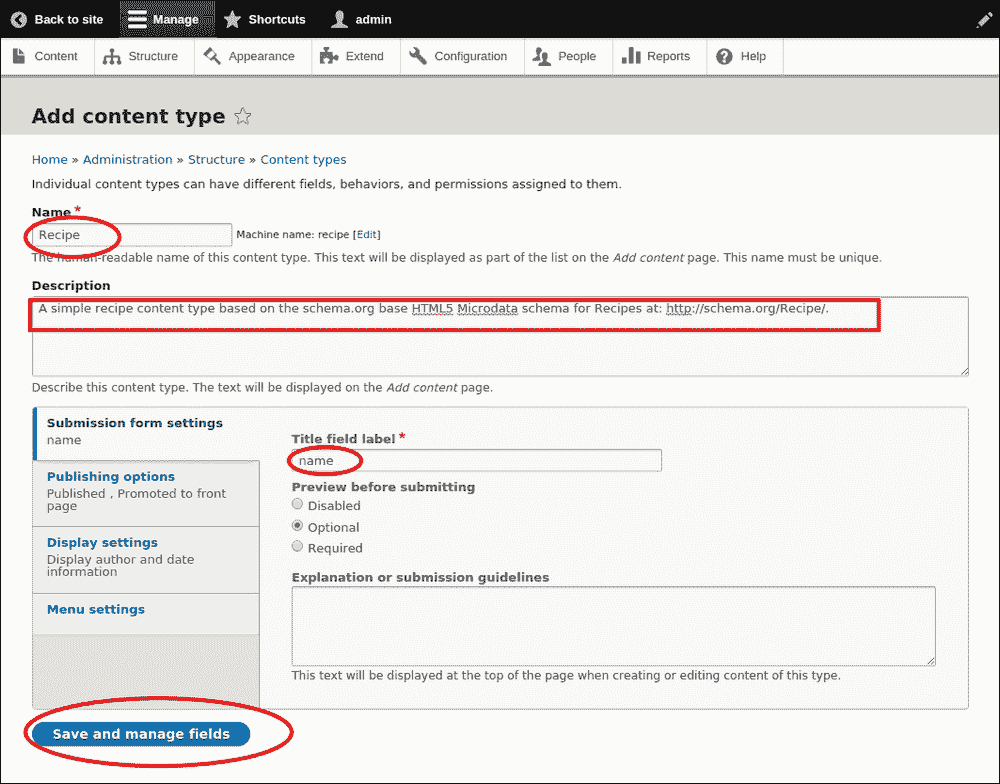 Back to site Manage Shortcuts admin
Content Structure Appearance Extend Configuration People Reports Help
Add content type
Home » Administration » Structure » Content types
Individual content types can have different fields, behaviors, and permissions assigned to them.
Name *
Recipe Machine name: recipe [Edit]
The human-readable name of this content type. This text will be displayed as part of the list on the Add content page. This name must be unique.
Description
A simple recipe content type based on the schema.org base HTML5 Microdata schema for Recipes at: http://schema.org/Recipe/.
Describe this content type. The text will be displayed on the Add content page.
Submission form settings
name
Publishing options
Published , Promoted to front
page
Display settings
Display author and date
information
Menu settings
Title field label *
name
Preview before submitting
Disabled
Optional
Required
Explanation or submission guidelines
This text will be displayed at the top of the page when creating or editing content of this type.
Save and manage fields